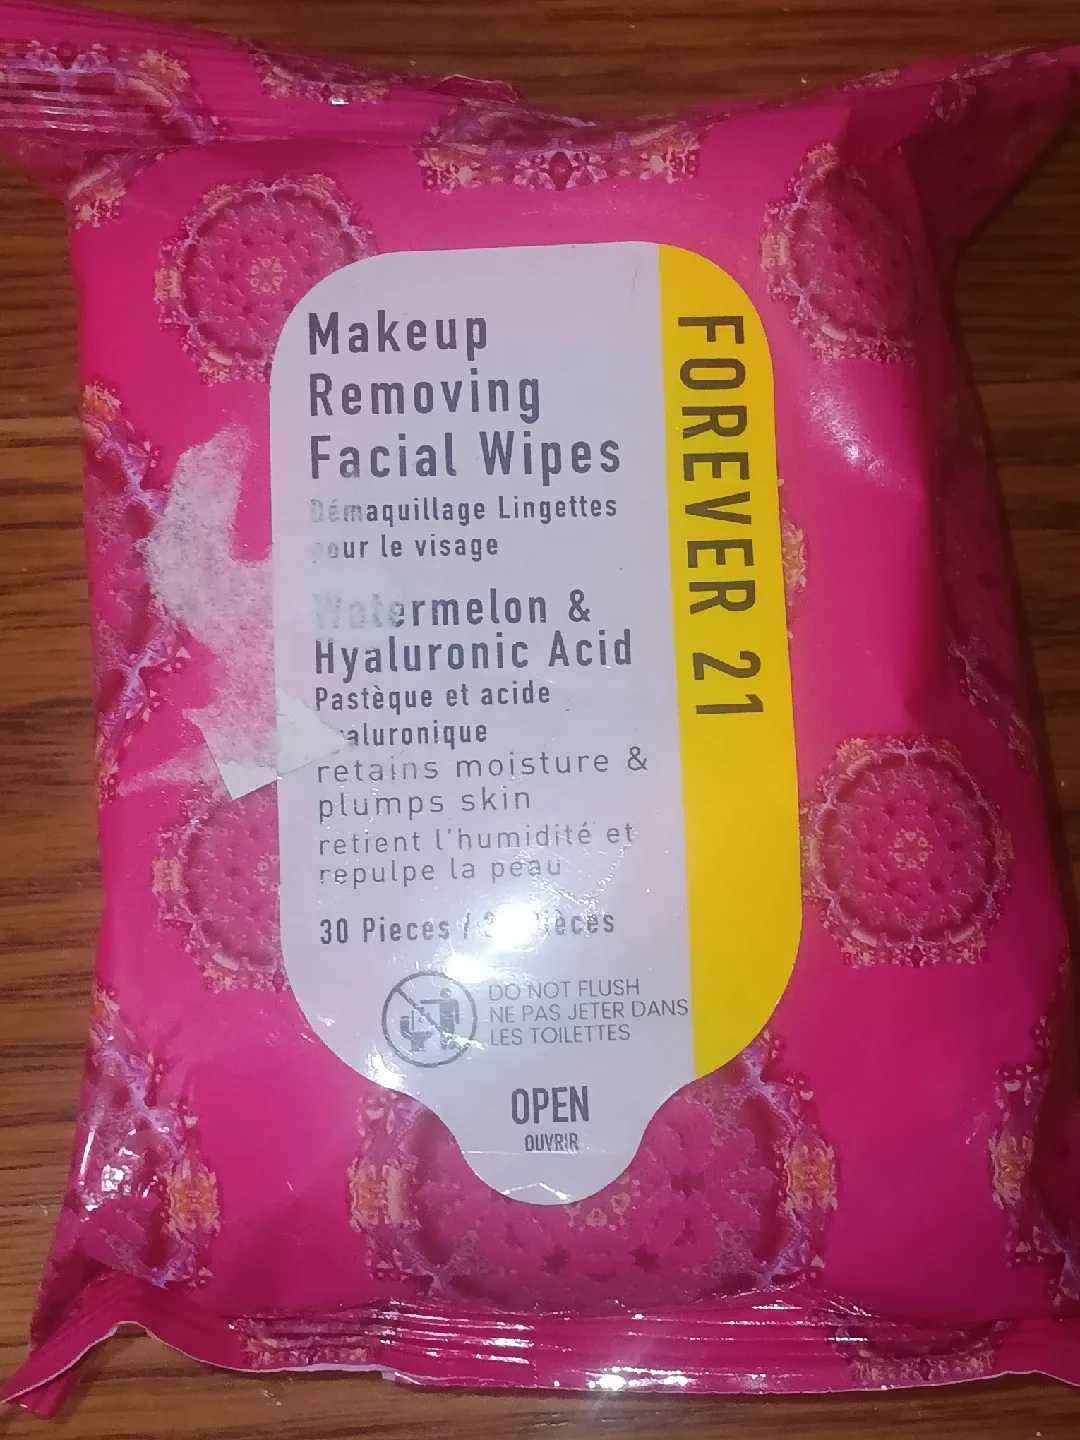 Makeup
Removing
Facial Wipes
Démaquillage Lingettes
pour le visage
Watermelon &
Hyaluronic Acid
Pastèque et acide
aluronique
retains moisture &
plumps skin
retient l'humidité et
repulpe la peau
30 Pieces / ièces
DO NOT FLUSH
NE PAS JETER DANS
LES TOILETTES
OPEN
OUVRIR
FOREVER 21